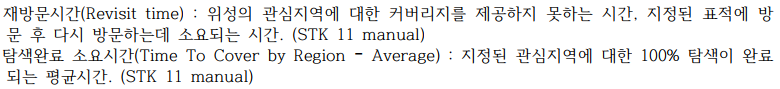 재방문시간(Revisit time) : 위성의 관심지역에 대한 커버리지를 제공하지 못하는 시간, 지정된 표적에 방
문 후 다시 방문하는데 소요되는 시간. (STK 11 manual)
탐색완료 소요시간(Time To Cover by Region - Average) : 지정된 관심지역에 대한 100% 탐색이 완료
되는 평균시간. (STK 11 manual)